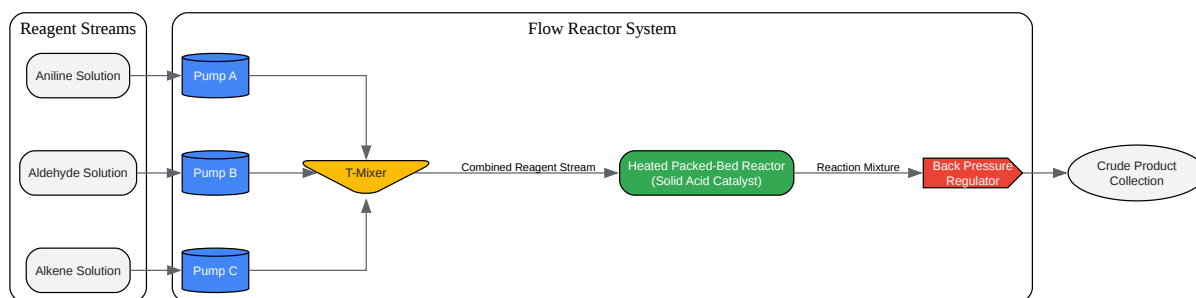 Reagent Streams
Flow Reactor System
Aniline Solution
Pump A
Aldehyde Solution
Pump B
T-Mixer
Combined Reagent Stream
Heated Packed-Bed Reactor
(Solid Acid Catalyst)
Reaction Mixture
Back Pressure
Regulator
Crude Product
Collection
Alkene Solution
Pump C